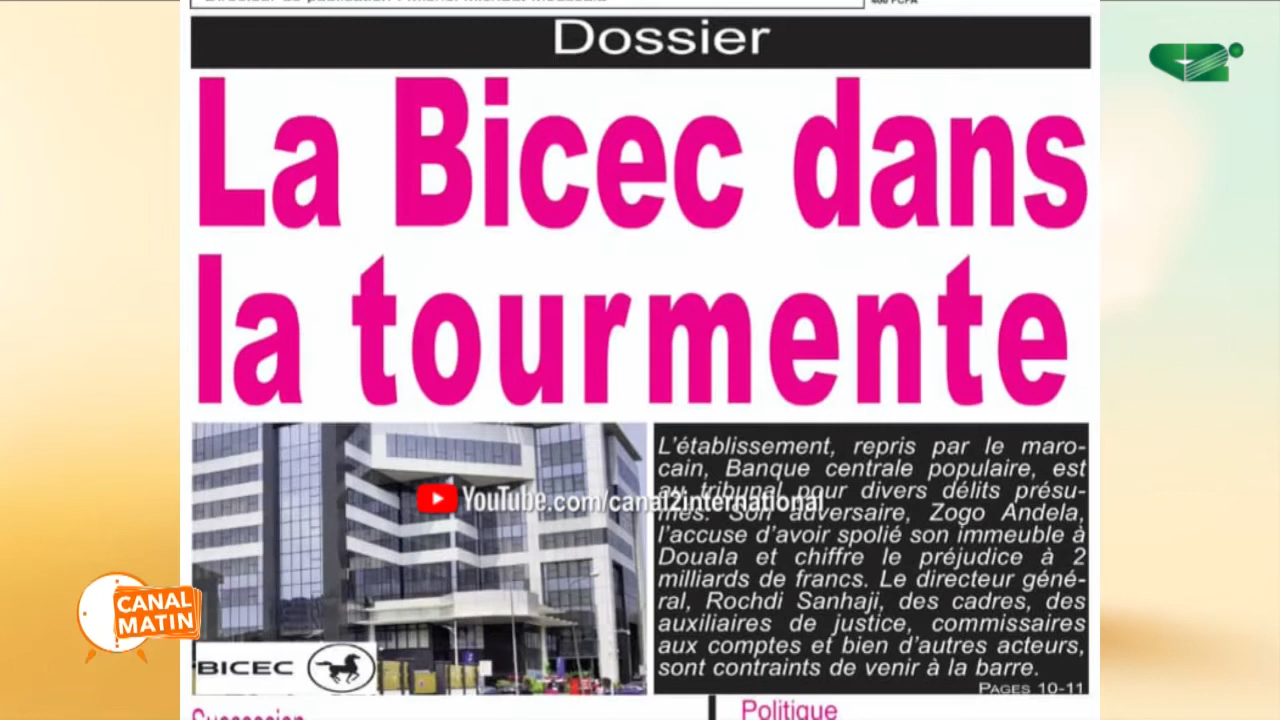 400 FCFA
Dossier
La Bicec dans
la tourmente
L'établissement, repris par le maro-
cain, Banque centrale populaire, est
au tribunal pour divers délits présu-
més. Son adversaire, Zogo Andela,
l'accuse d'avoir spolié son immeuble à
Douala et chiffre le préjudice à 2
milliards de francs. Le directeur géné-
ral, Rochdi Sanhaji, des cadres, des
auxiliaires de justice, commissaires
aux comptes et bien d'autres acteurs,
sont contraints de venir à la barre.
PAGES 10-11
YouTube.com/canal2international
CANAL
MATIN
BICEC
Succession
Politique